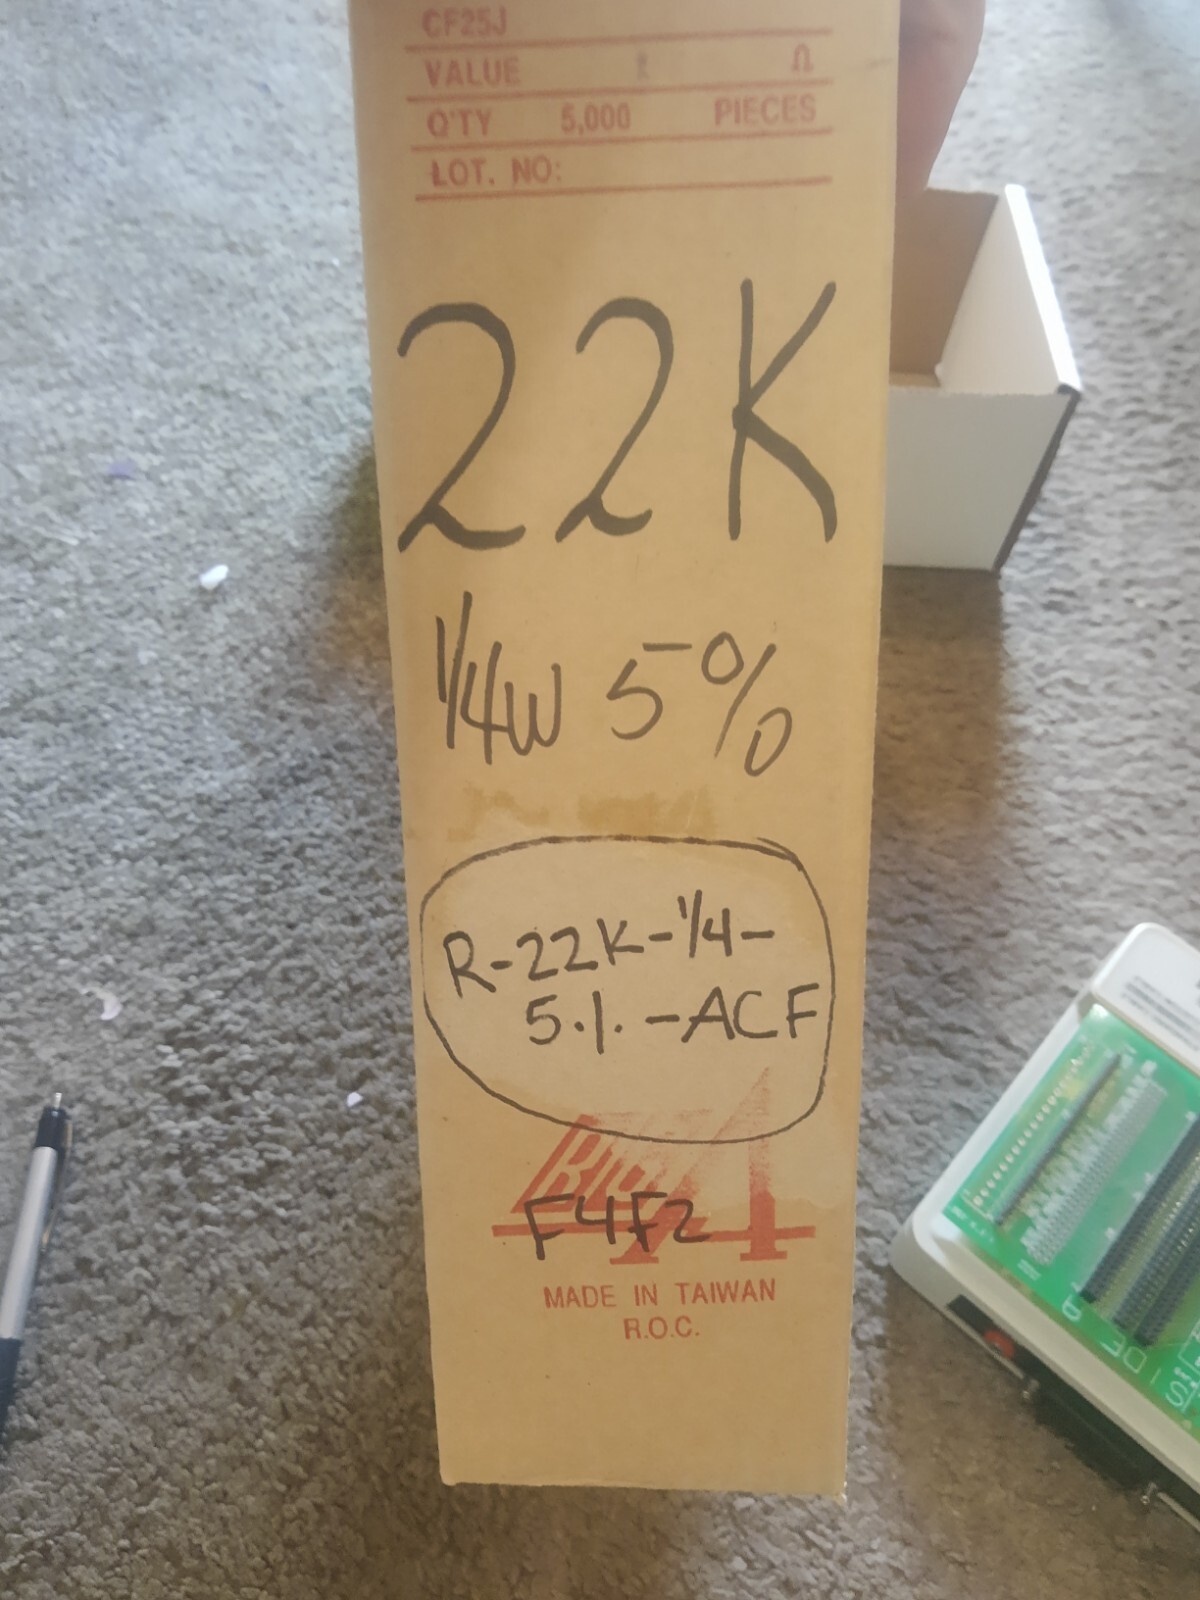 CF25J
VALUE Ω
Q'TY 5,000 PIECES
LOT. NO:
22K
1/4W 5%
R-22K-1/4-
5.1. -ACF
F4F2
MADE IN TAIWAN
R.O.C.